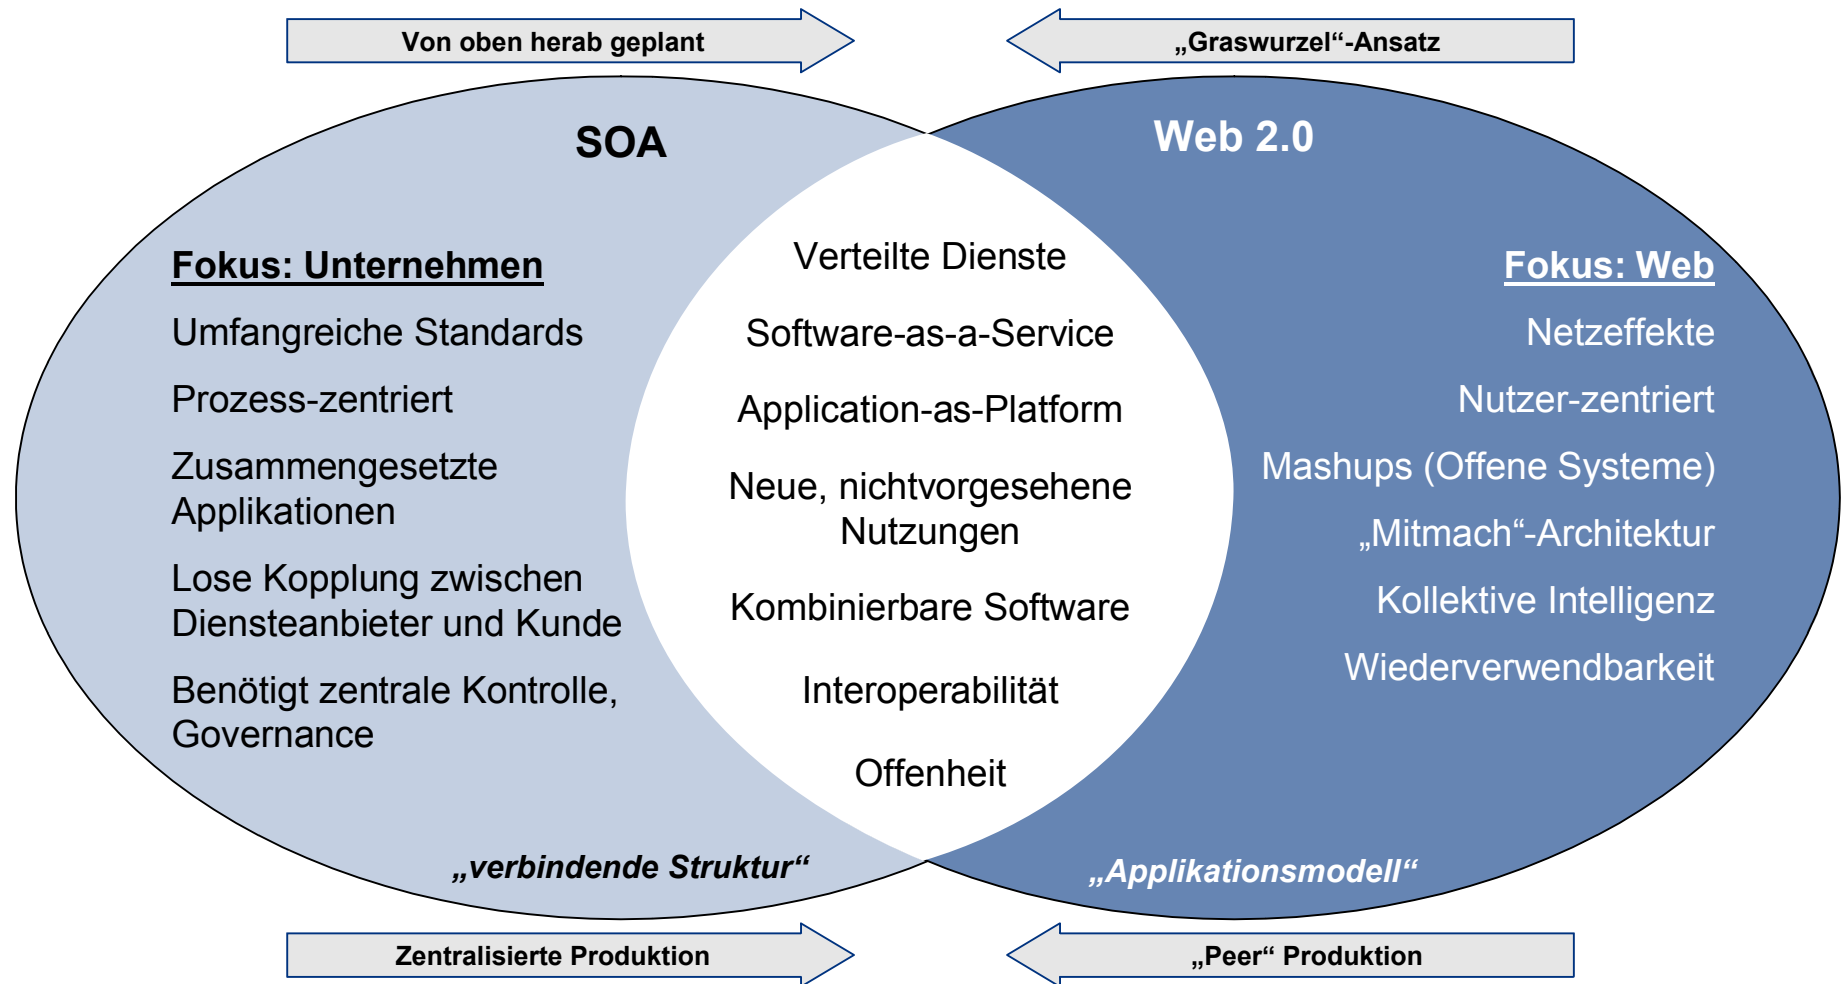 Von oben herab geplant
„Graswurzel“-Ansatz
SOA
Web 2.0
Fokus: Unternehmen
Umfangreiche Standards
Prozess-zentriert
Zusammengesetzte
Applikationen
Lose Kopplung zwischen
Diensteanbieter und Kunde
Benötigt zentrale Kontrolle,
Governance
„verbindende Struktur“
Verteilte Dienste
Software-as-a-Service
Application-as-Platform
Neue, nichtvorgesehene
Nutzungen
Kombinierbare Software
Interoperabilität
Offenheit
Fokus: Web
Netzeffekte
Nutzer-zentriert
Mashups (Offene Systeme)
„Mitmach“-Architektur
Kollektive Intelligenz
Wiederverwendbarkeit
„Applikationsmodell“
Zentralisierte Produktion
„Peer“ Produktion